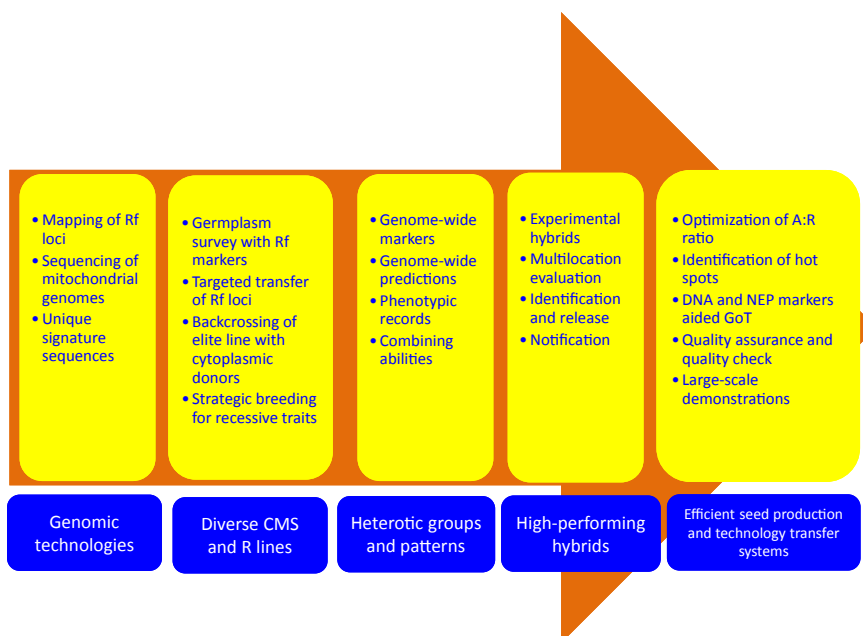 • Mapping of Rf
loci
• Sequencing of
mitochondrial
genomes
• Unique
signature
sequences
• Germplasm
survey with Rf
markers
• Targeted transfer
of Rf loci
• Backcrossing of
elite line with
cytoplasmic
donors
• Strategic breeding
for recessive traits
• Genome-wide
markers
• Genome-wide
predictions
• Phenotypic
records
• Combining
abilities
• Experimental
hybrids
• Multilocation
evaluation
• Identification
and release
• Notification
• Optimization of A:R
ratio
• Identification of hot
spots
• DNA and NEP markers
aided GoT
• Quality assurance and
quality check
• Large-scale
demonstrations
Genomic
technologies
Diverse CMS
and R lines
Heterotic groups
and patterns
High-performing
hybrids
Efficient seed production
and technology transfer
systems